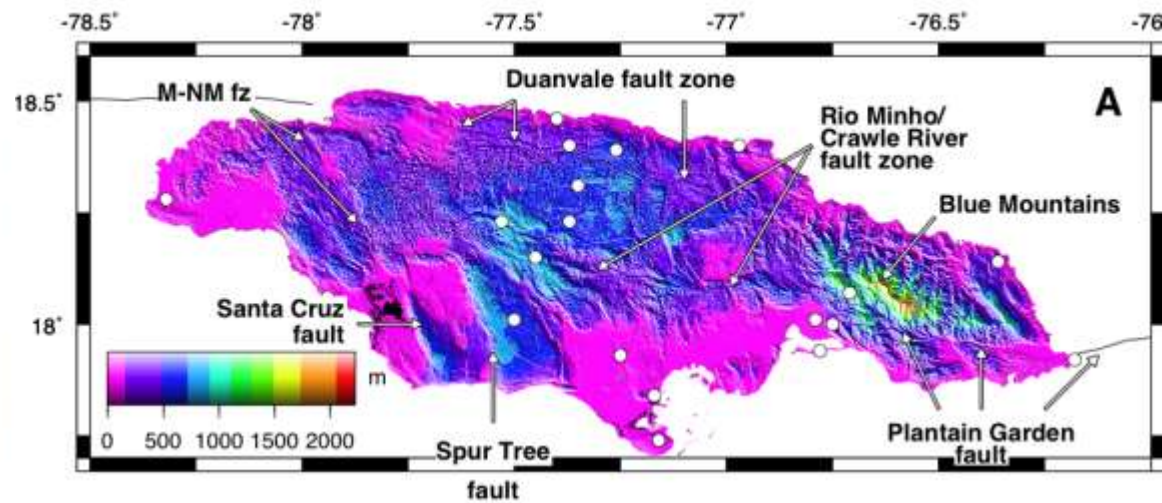 -78.5° -78° -77.5° -77° -76.5° -76
M-NM fz
Duanvale fault zone
A
18.5°
Rio Minho/
Crawle River
fault zone
Blue Mountains
Santa Cruz
fault
18°
m
0 500 1000 1500 2000
Spur Tree
fault
Plantain Garden
fault